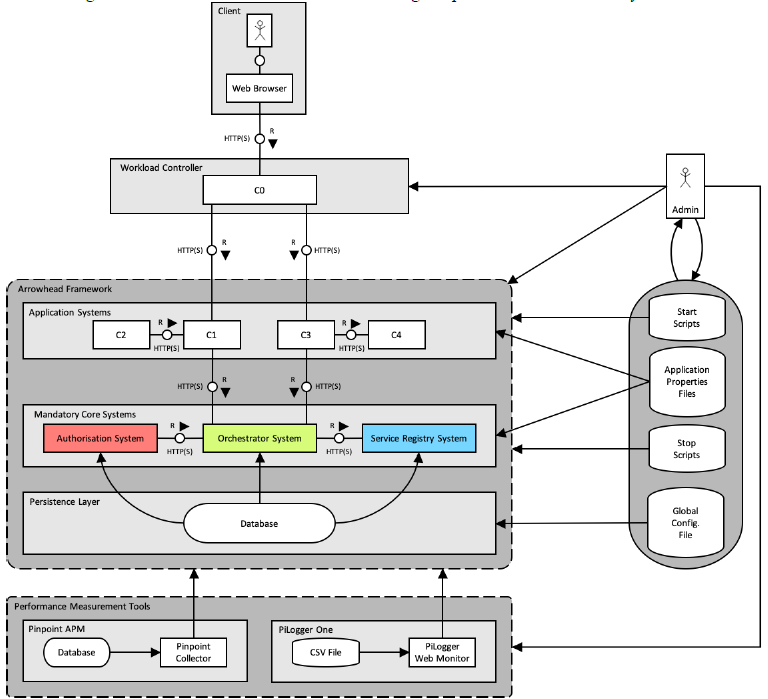 Client
Web Browser
R
HTTP(S)
Workload Controller
C0
Admin
R
HTTP(S)
R
HTTP(S)
Arrowhead Framework
Application Systems
C2
R
HTTP(S)
C1
C3
R
HTTP(S)
C4
R
HTTP(S)
R
HTTP(S)
Mandatory Core Systems
Authorisation System
R
HTTP(S)
Orchestrator System
R
HTTP(S)
Service Registry System
Persistence Layer
Database
Start
Scripts
Application
Properties
Files
Stop
Scripts
Global
Config.
File
Performance Measurement Tools
Pinpoint APM
Database
Pinpoint
Collector
PiLogger One
CSV File
PiLogger
Web Monitor